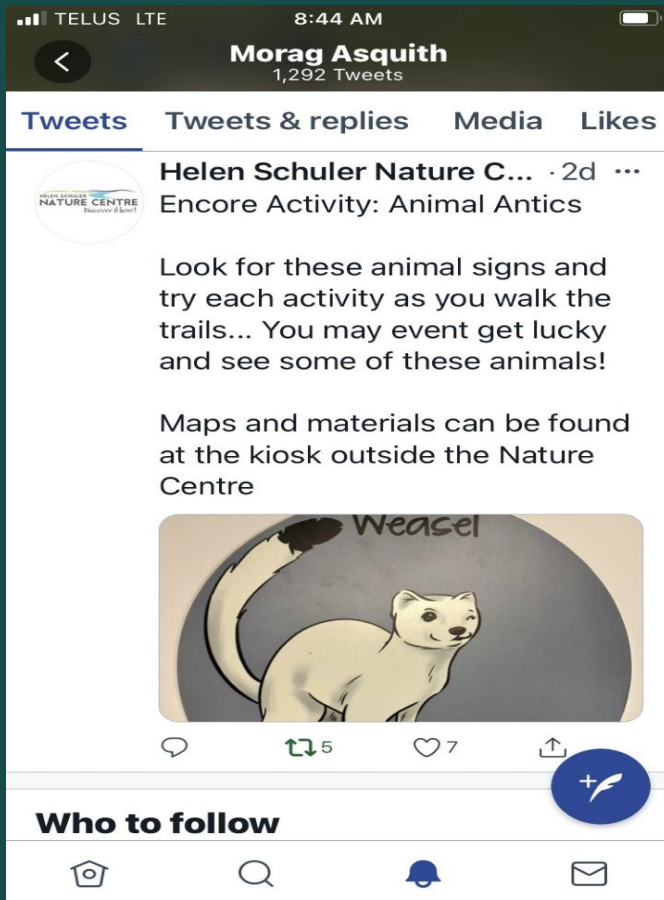 TELUS LTE 8:44 AM
Morag Asquith
1,292 Tweets
Tweets Tweets & replies Media Likes
Helen Schuler Nature C... · 2d ...
HELEN SCHULER
NATURE CENTRE
Discover it here!
Encore Activity: Animal Antics
Look for these animal signs and
try each activity as you walk the
trails... You may event get lucky
and see some of these animals!
Maps and materials can be found
at the kiosk outside the Nature
Centre
Weasel
5 7
Who to follow